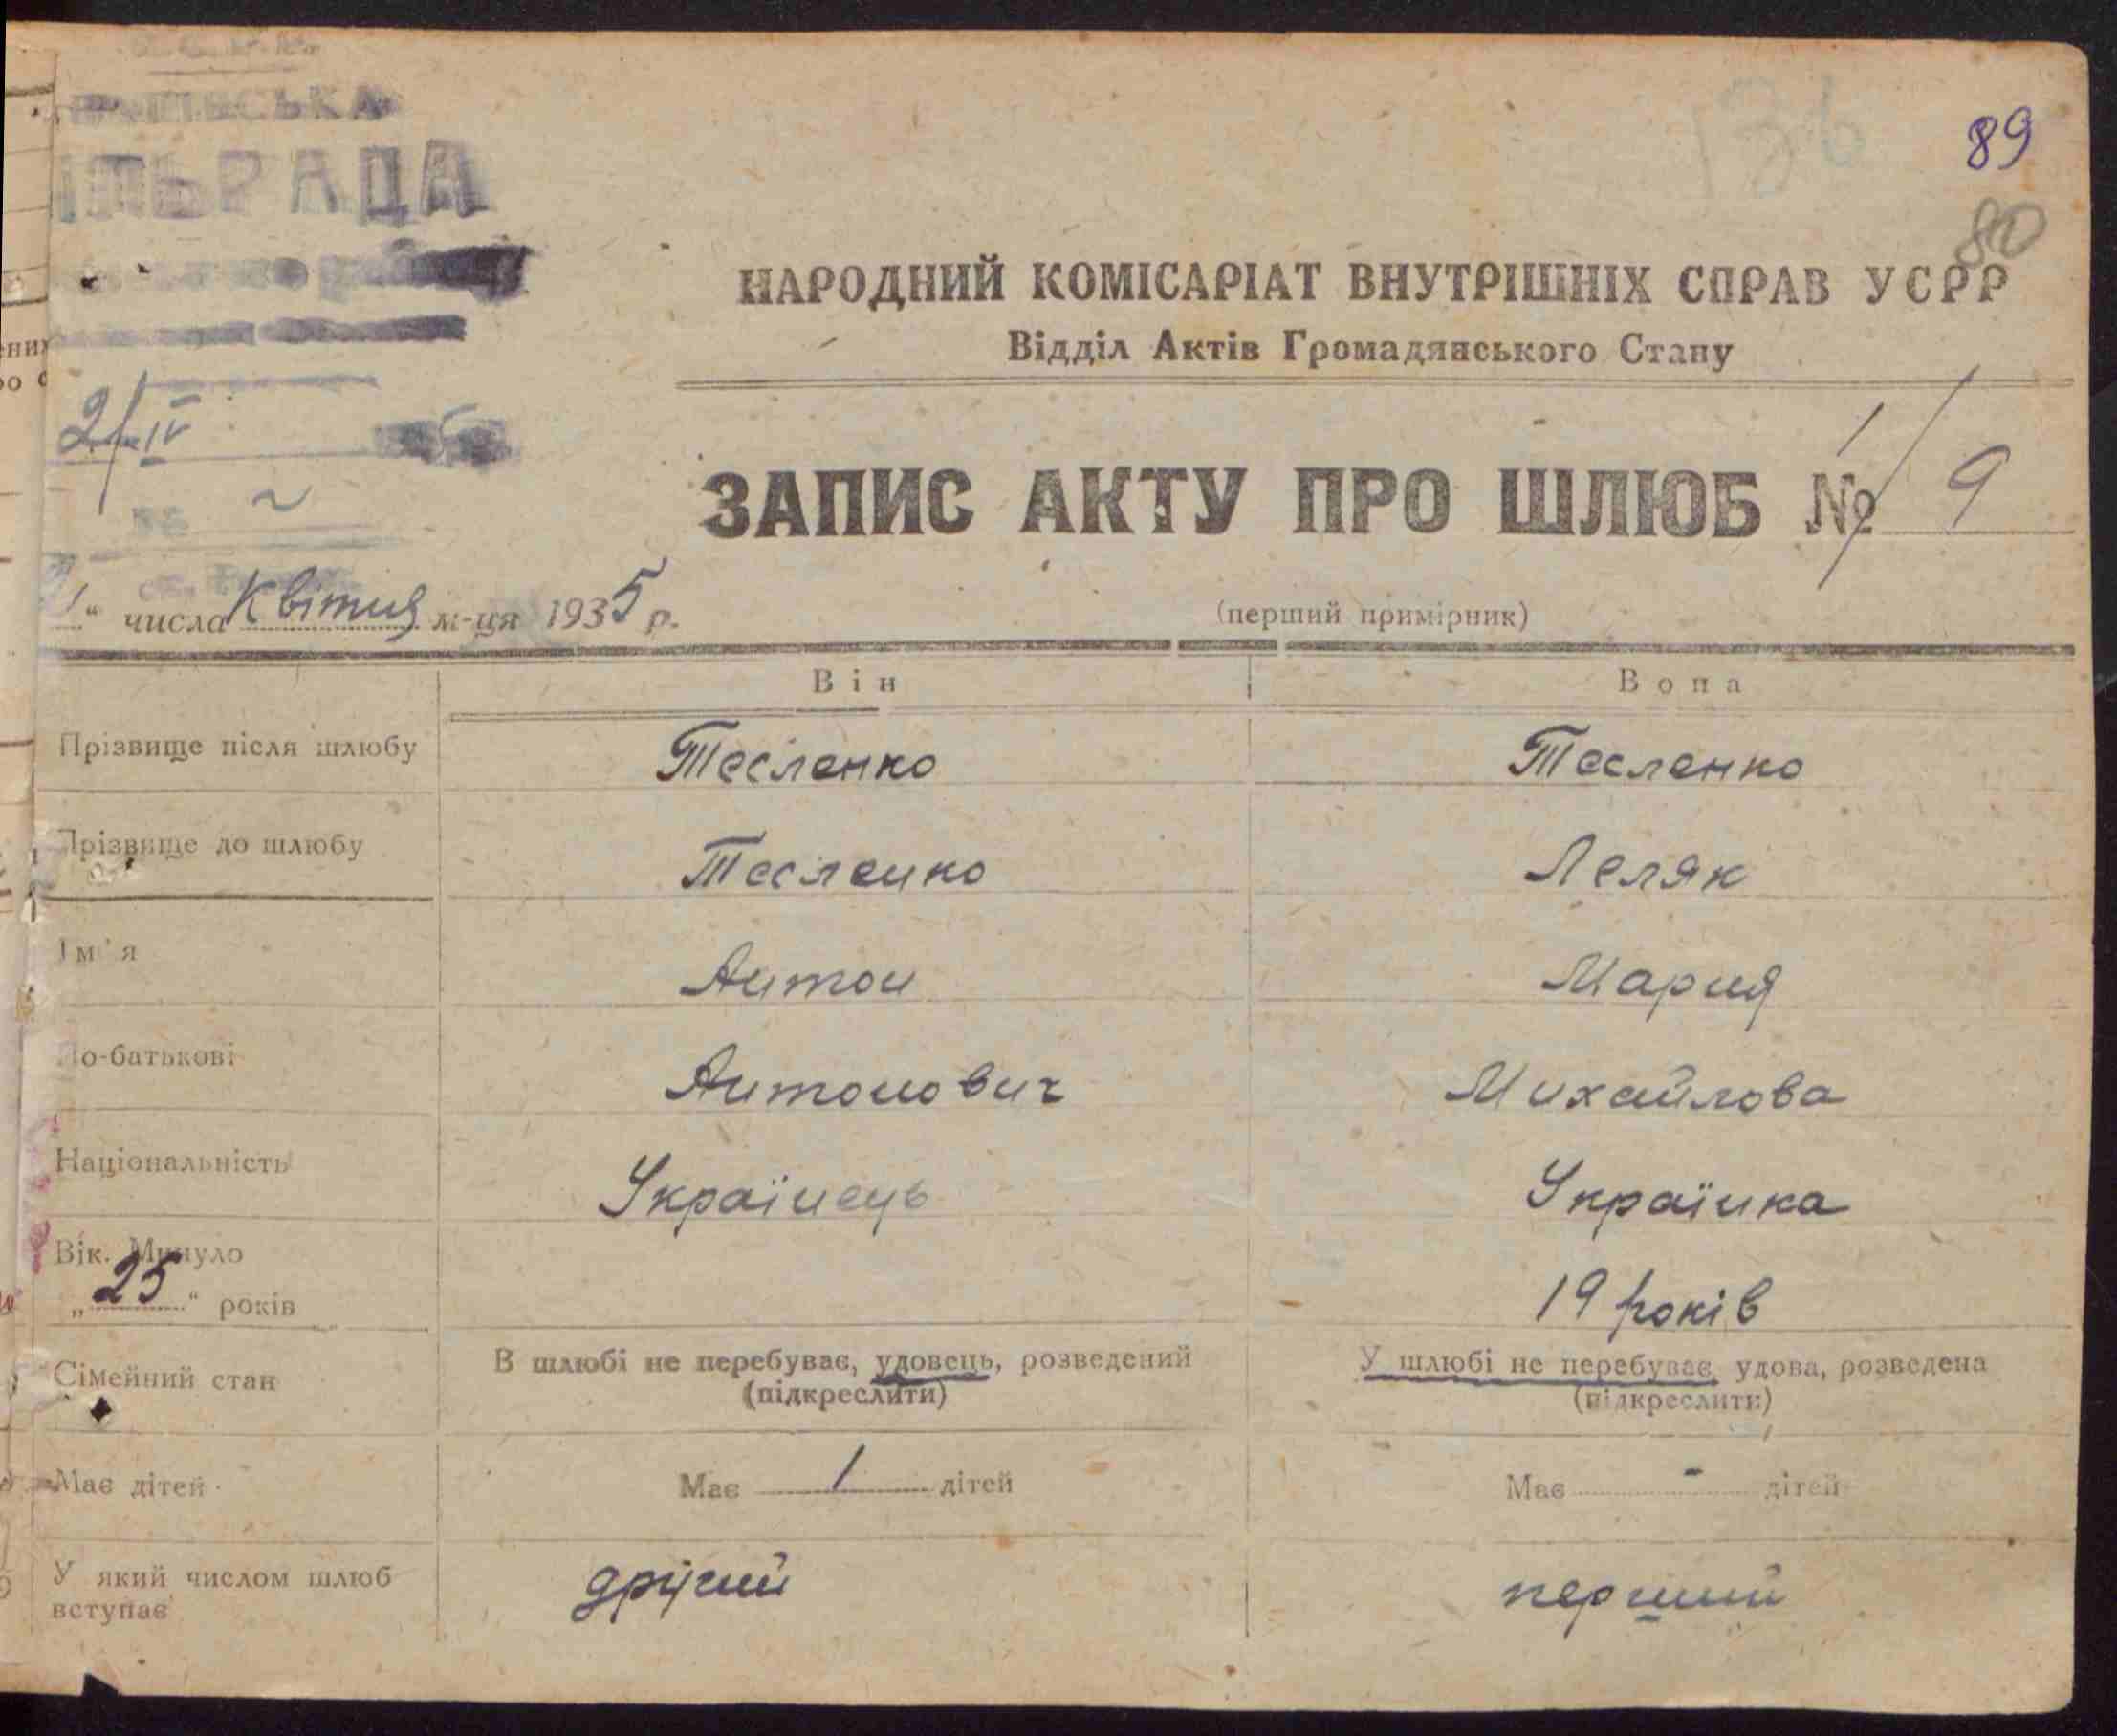 89
80
НАРОДНИЙ КОМІСАРІАТ ВНУТРІШНІХ СПРАВ УСРР
Відділ Актів Громадянського Стану
2/IV
ЗАПИС АКТУ ПРО ШЛЮБ № 9
" числа Квітня м-ця 1935 р.
(перший примірник)
Він Вона
Прізвище після шлюбу Тесленко Тесленко
Прізвище до шлюбу Тесленко Леляк
Ім'я Антон Мария
По-батькові Антонович Михайлова
Національність Українець Українка
Вік. Минуло
„25" років 19 років
Сімейний стан В шлюбі не перебуває, удовець, розведений У шлюбі не перебуває, удова, розведена
(підкреслити) (підкреслити)
Має дітей Має 1 дітей Має - дітей
У який числом шлюб
вступає другий перший